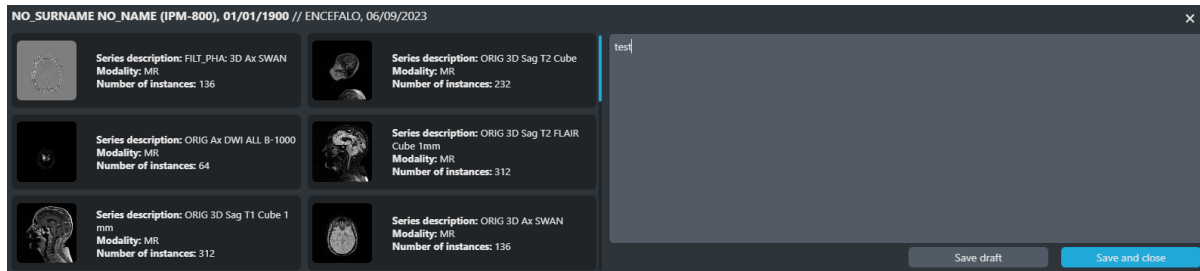 NO_SURNAME NO_NAME (IPM-800), 01/01/1900 // ENCEFALO, 06/09/2023
Series description: FILT_PHA: 3D Ax SWAN
Modality: MR
Number of instances: 136
Series description: ORIG 3D Sag T2 Cube
Modality: MR
Number of instances: 232
Series description: ORIG Ax DWI ALL B-1000
Modality: MR
Number of instances: 64
Series description: ORIG 3D Sag T2 FLAIR
Cube 1mm
Modality: MR
Number of instances: 312
Series description: ORIG 3D Sag T1 Cube 1
mm
Modality: MR
Number of instances: 312
Series description: ORIG 3D Ax SWAN
Modality: MR
Number of instances: 136
test
Save draft
Save and close